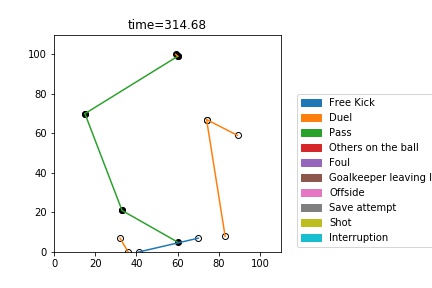 time=314.68
100
80
60
40
20
0
0 20 40 60 80 100
Free Kick
Duel
Pass
Others on the ball
Foul
Goalkeeper leaving l
Offside
Save attempt
Shot
Interruption